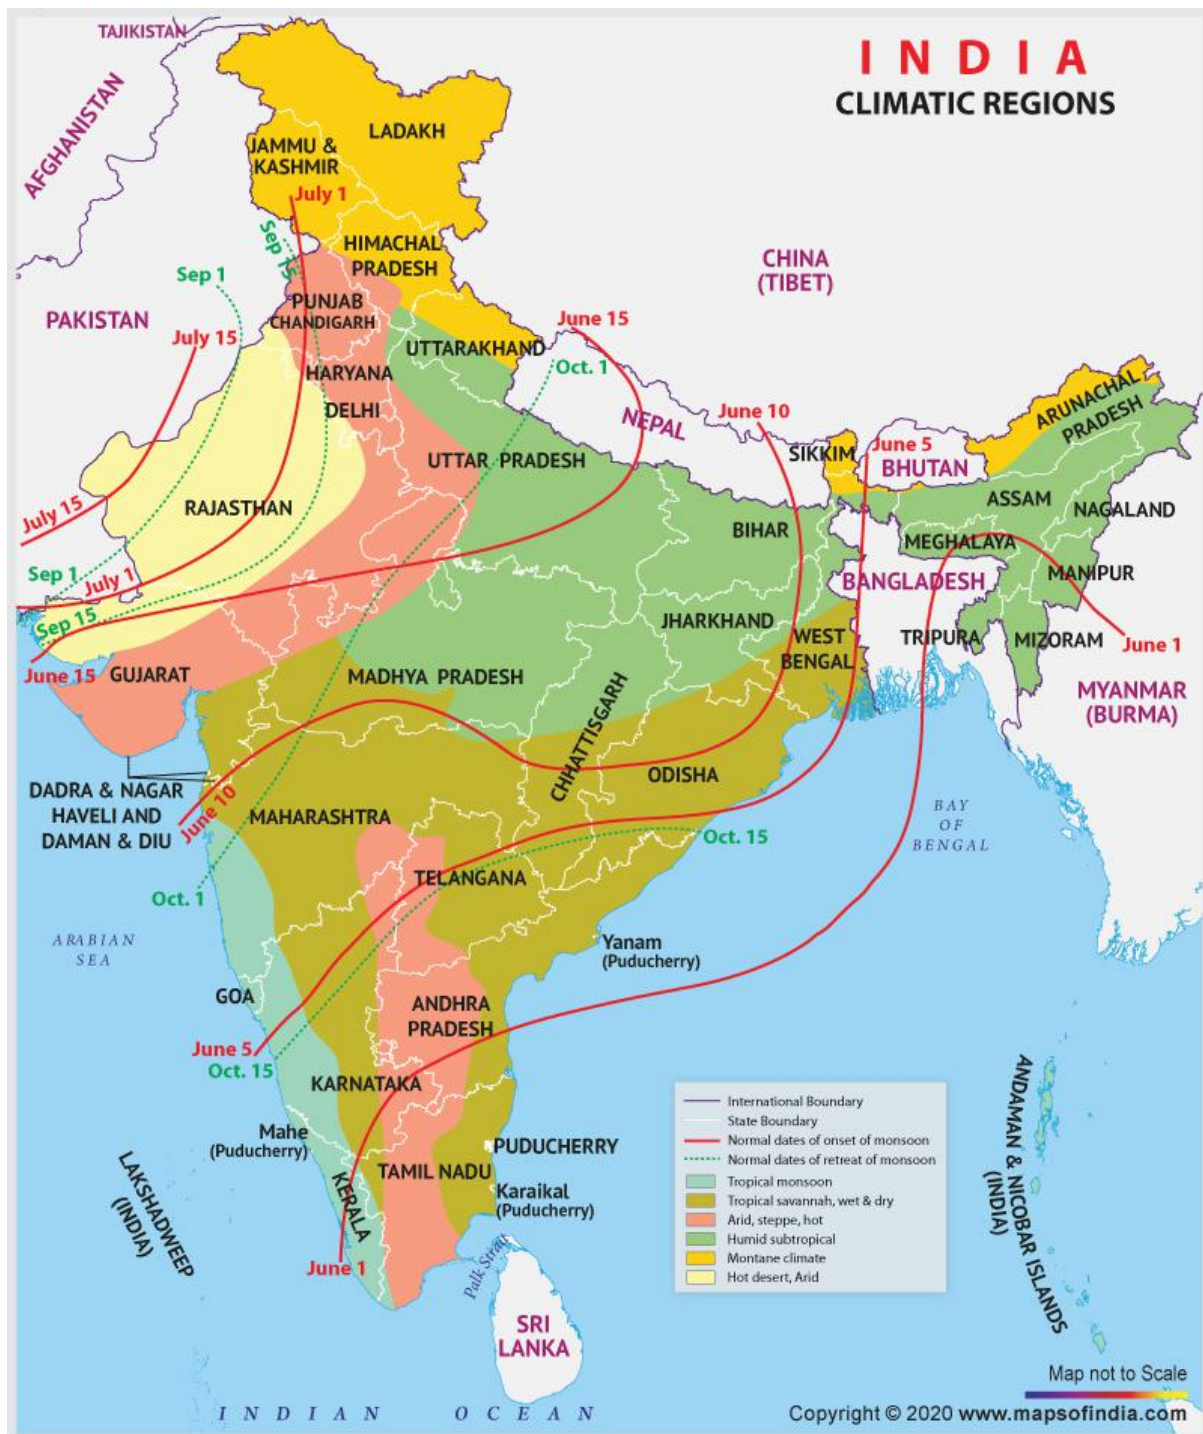 INDIA
CLIMATIC REGIONS
TAJIKISTAN
AFGHANISTAN
LADAKH
JAMMU &
KASHMIR
July 1
Sep 15
HIMACHAL
PRADESH
CHINA
(TIBET)
Sep 1
PAKISTAN
PUNJAB
CHANDIGARH
July 15
June 15
UTTARAKHAND
Oct. 1
HARYANA
DELHI
NEPAL
June 10
ARUNACHAL
PRADESH
SIKKIM
June 5
BHUTAN
UTTAR PRADESH
July 15
RAJASTHAN
ASSAM
NAGALAND
BIHAR
MEGHALAYA
Sep 1
July 1
BANGLADESH
MANIPUR
Sep 15
JHARKHAND
WEST
BENGAL
TRIPURA
MIZORAM
June 1
June 15
GUJARAT
MADHYA PRADESH
MYANMAR
(BURMA)
CHHATTISGARH
ODISHA
DADRA & NAGAR
HAVELI AND
DAMAN & DIU
June 10
MAHARASHTRA
BAY
OF
BENGAL
Oct. 15
TELANGANA
Oct. 1
ARABIAN
SEA
Yanam
(Puducherry)
GOA
ANDHRA
PRADESH
June 5
Oct. 15
KARNATAKA
Mahe
(Puducherry)
PUDUCHERRY
TAMIL NADU
KERALA
Karaikal
(Puducherry)
LAKSHADWEEP
(INDIA)
June 1
Palk Strait
SRI
LANKA
ANDAMAN & NICOBAR ISLANDS
(INDIA)
International Boundary
State Boundary
Normal dates of onset of monsoon
Normal dates of retreat of monsoon
Tropical monsoon
Tropical savannah, wet & dry
Arid, steppe, hot
Humid subtropical
Montane climate
Hot desert, Arid
INDIAN OCEAN
Map not to Scale
Copyright © 2020 www.mapsofindia.com